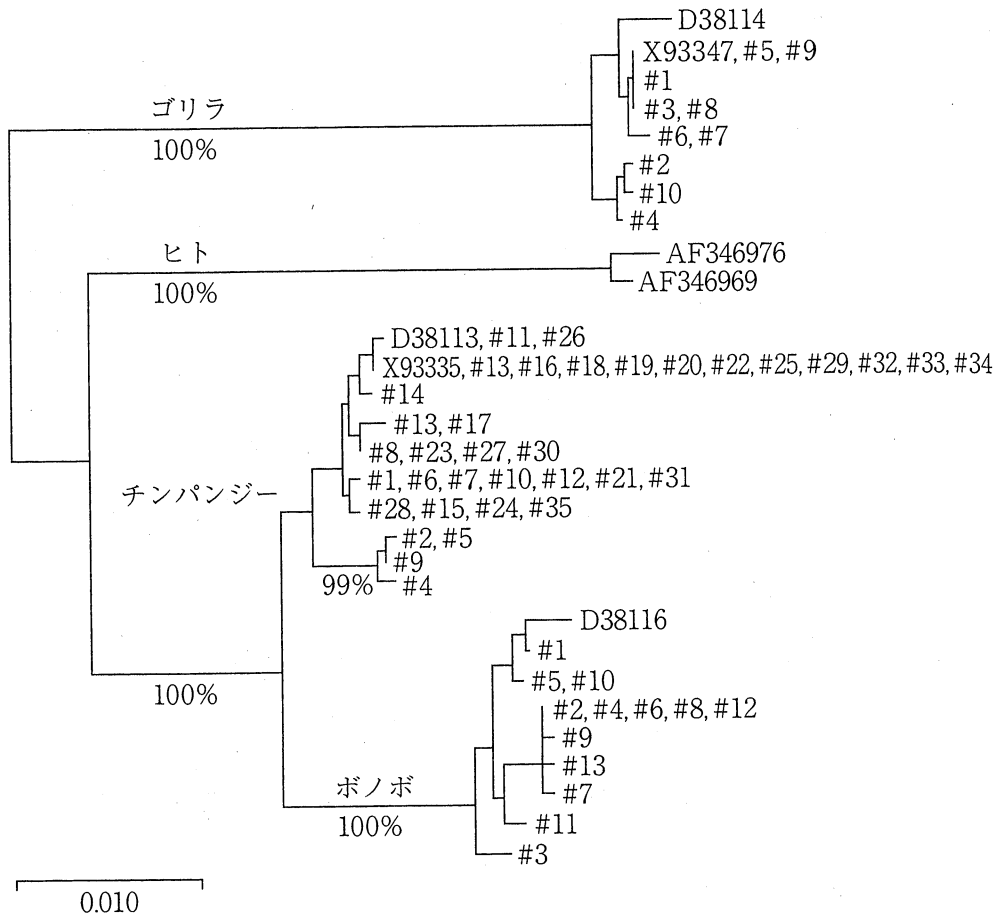 D38114
X93347, #5, #9
#1
#3, #8
#6, #7
#2
#10
#4
ゴリラ
100%
ヒト
100%
AF346976
AF346969
D38113, #11, #26
X93335, #13, #16, #18, #19, #20, #22, #25, #29, #32, #33, #34
#14
#13, #17
#8, #23, #27, #30
#1, #6, #7, #10, #12, #21, #31
#28, #15, #24, #35
#2, #5
#9
#4
チンパンジー
99%
100%
D38116
#1
#5, #10
#2, #4, #6, #8, #12
#9
#13
#7
#11
#3
ボノボ
100%
0.010